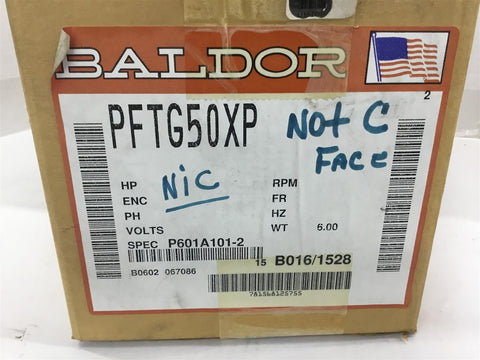 BALDOR
2
PFTG50XP
Not C
FACE
NiC
HP
ENC
PH
VOLTS
RPM
FR
HZ
WT 6.00
SPEC P601A101-2
15 B016/1528
B0602 067086
781568125755